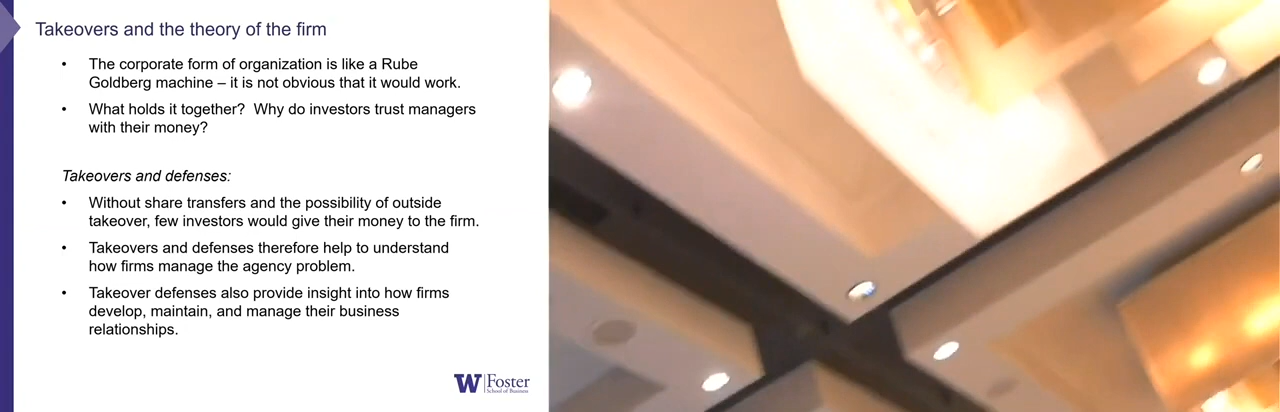 Takeovers and the theory of the firm
• The corporate form of organization is like a Rube
Goldberg machine – it is not obvious that it would work.
• What holds it together?  Why do investors trust managers
with their money?
Takeovers and defenses:
• Without share transfers and the possibility of outside
takeover, few investors would give their money to the firm.
• Takeovers and defenses therefore help to understand
how firms manage the agency problem.
• Takeover defenses also provide insight into how firms
develop, maintain, and manage their business
relationships.
W Foster
School of Business